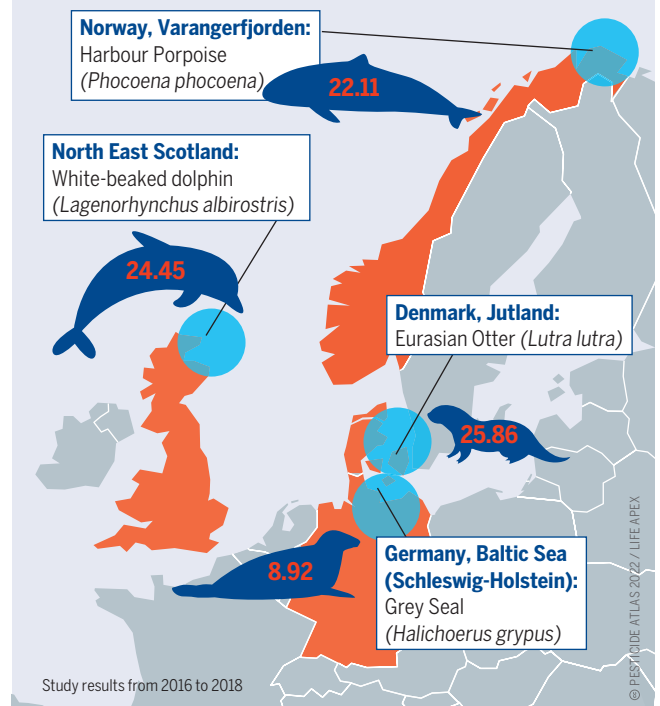 Norway, Varangerfjorden:
Harbour Porpoise
(Phocoena phocoena)
22.11
North East Scotland:
White-beaked dolphin
(Lagenorhynchus albirostris)
24.45
Denmark, Jutland:
Eurasian Otter (Lutra lutra)
25.86
Germany, Baltic Sea
(Schleswig-Holstein):
Grey Seal
(Halichoerus grypus)
8.92
Study results from 2016 to 2018
PESTICIDE ATLAS 2022 / LIFE APEX